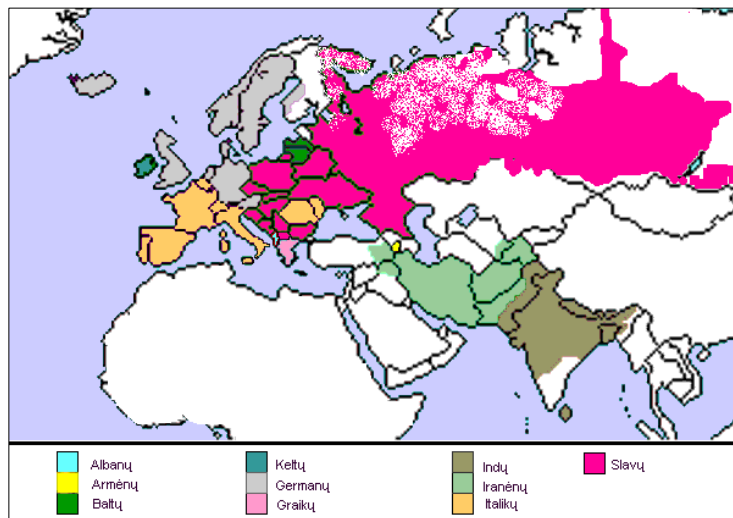 Albanų
Armėnų
Baltų
Keltų
Germanų
Graikų
Indų
Iranėnų
Italikų
Slavų